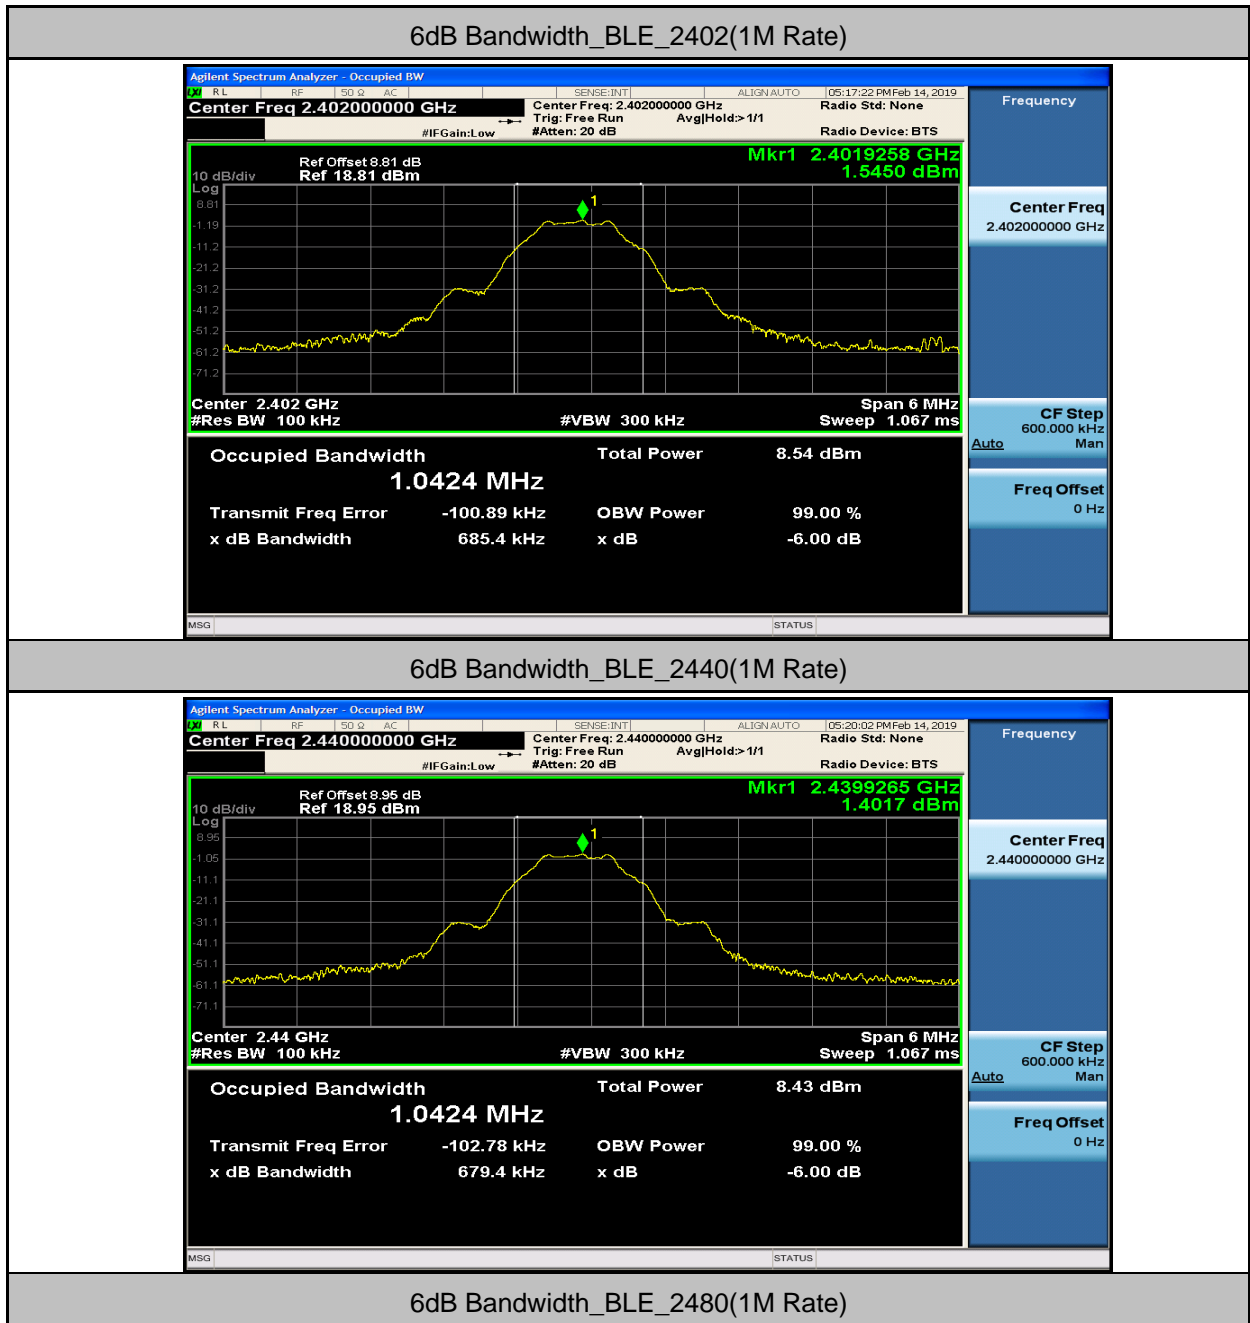 6dB Bandwidth_BLE_2402(1M Rate)
Agilent Spectrum Analyzer - Occupied BW
LXI RL RF 50 Ω AC SENSE:INT ALIGN AUTO 05:17:22 PM Feb 14, 2019
Center Freq 2.402000000 GHz
Center Freq: 2.402000000 GHz Radio Std: None
Trig: Free Run Avg|Hold:>1/1
#IFGain:Low #Atten: 20 dB Radio Device: BTS
Frequency
Mkr1 2.4019258 GHz
1.5450 dBm
Ref Offset 8.81 dB
10 dB/div Ref 18.81 dBm
Log
8.81
1
-1.19
-11.2
-21.2
-31.2
-41.2
-51.2
-61.2
-71.2
Center Freq
2.402000000 GHz
Center 2.402 GHz Span 6 MHz
#Res BW 100 kHz #VBW 300 kHz Sweep 1.067 ms
CF Step
600.000 kHz
Auto Man
Occupied Bandwidth Total Power 8.54 dBm
1.0424 MHz
Transmit Freq Error -100.89 kHz OBW Power 99.00 %
x dB Bandwidth 685.4 kHz x dB -6.00 dB
Freq Offset
0 Hz
MSG STATUS
6dB Bandwidth_BLE_2440(1M Rate)
Agilent Spectrum Analyzer - Occupied BW
LXI RL RF 50 Ω AC SENSE:INT ALIGN AUTO 05:20:02 PM Feb 14, 2019
Center Freq 2.440000000 GHz
Center Freq: 2.440000000 GHz Radio Std: None
Trig: Free Run Avg|Hold:>1/1
#IFGain:Low #Atten: 20 dB Radio Device: BTS
Frequency
Mkr1 2.4399265 GHz
1.4017 dBm
Ref Offset 8.95 dB
10 dB/div Ref 18.95 dBm
Log
8.95
1
-1.05
-11.1
-21.1
-31.1
-41.1
-51.1
-61.1
-71.1
Center Freq
2.440000000 GHz
Center 2.44 GHz Span 6 MHz
#Res BW 100 kHz #VBW 300 kHz Sweep 1.067 ms
CF Step
600.000 kHz
Auto Man
Occupied Bandwidth Total Power 8.43 dBm
1.0424 MHz
Transmit Freq Error -102.78 kHz OBW Power 99.00 %
x dB Bandwidth 679.4 kHz x dB -6.00 dB
Freq Offset
0 Hz
MSG STATUS
6dB Bandwidth_BLE_2480(1M Rate)